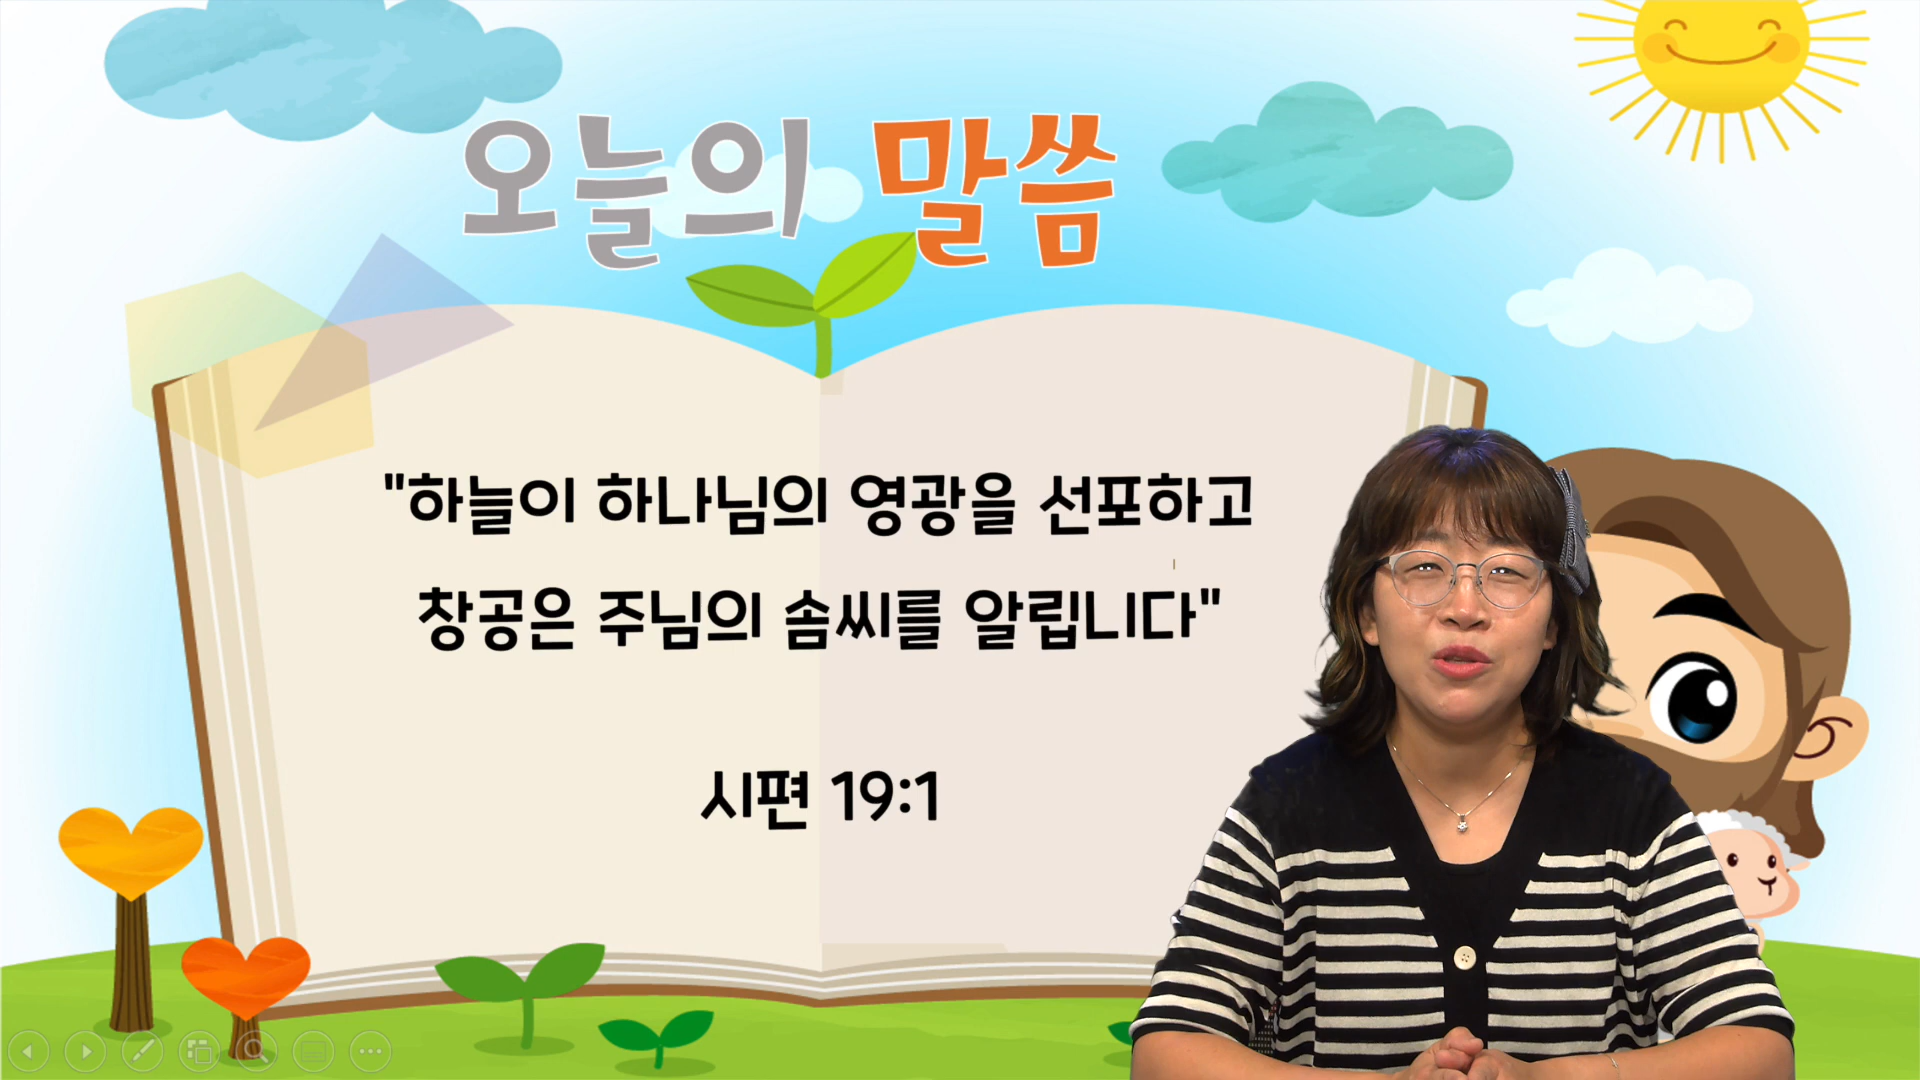 오늘의 말씀
"하늘이 하나님의 영광을 선포하고
창공은 주님의 솜씨를 알립니다"
시편 19:1